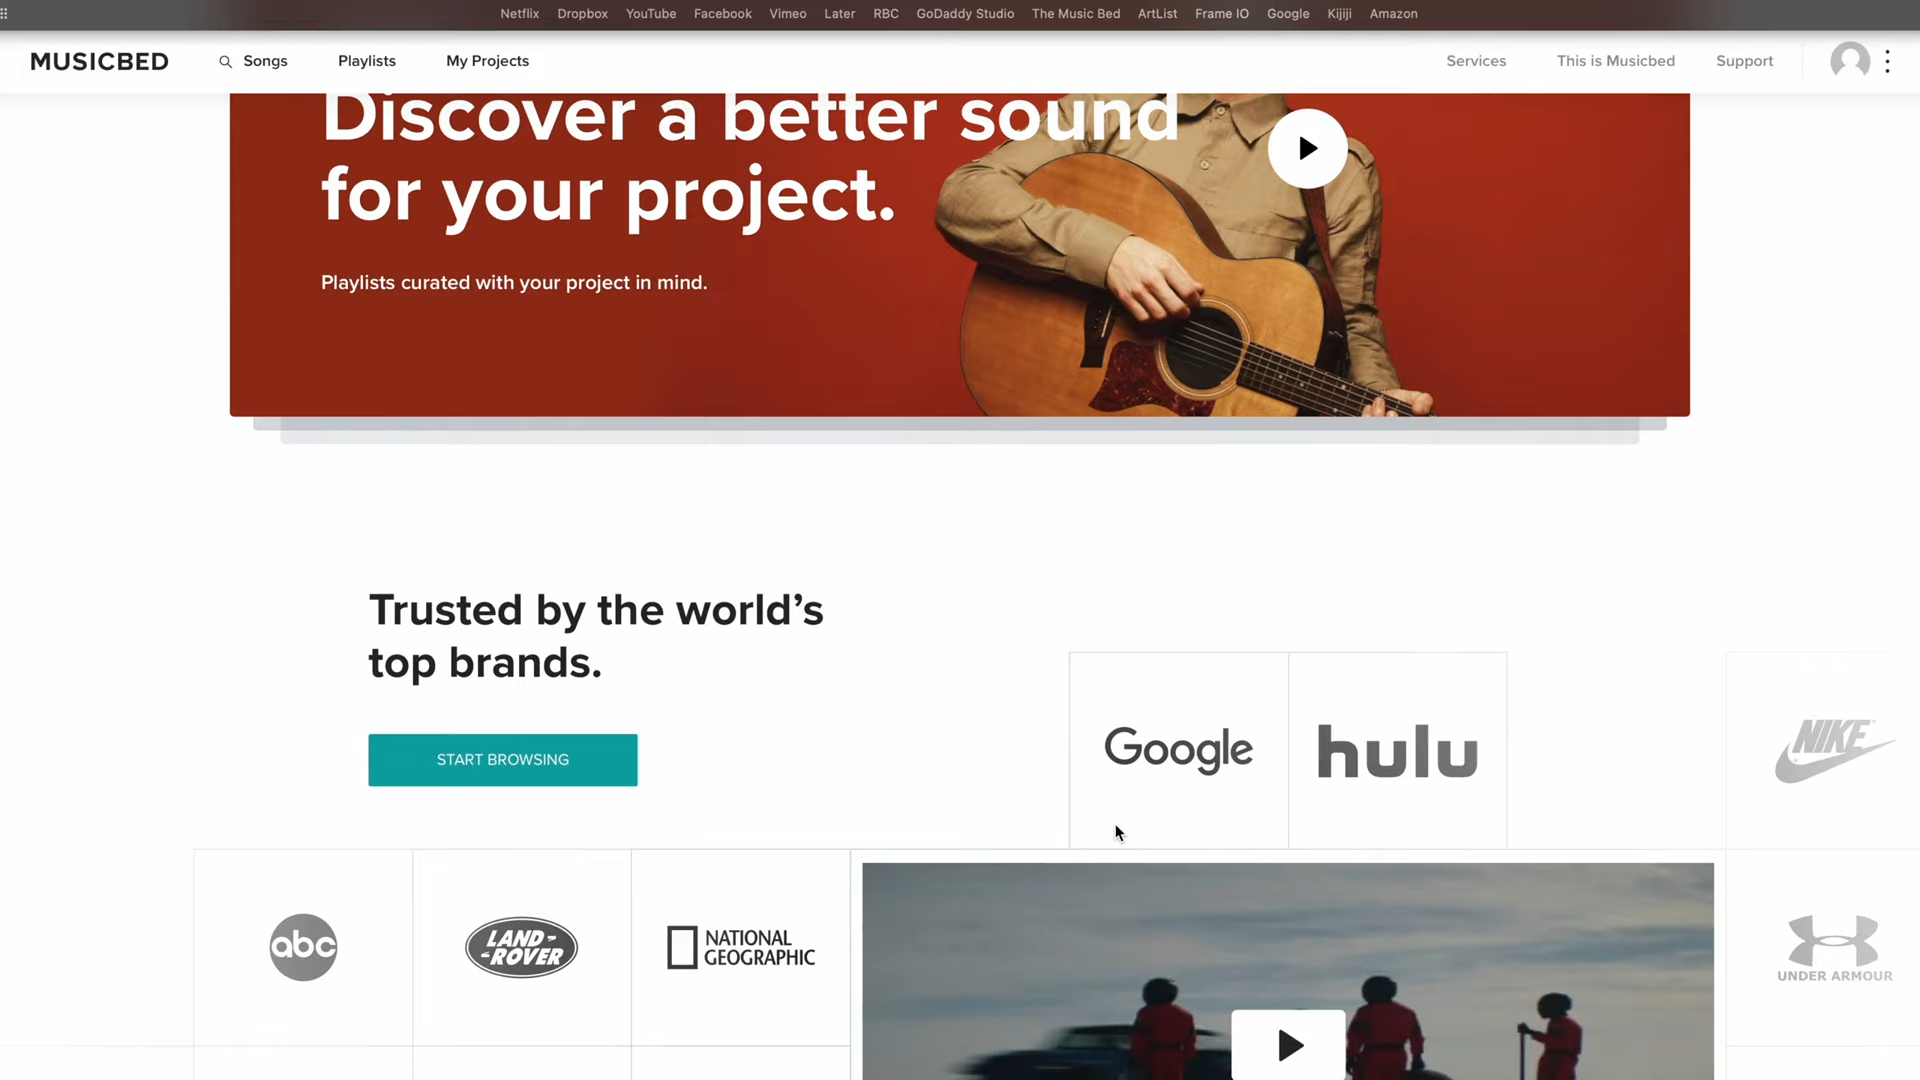 Netflix Dropbox YouTube Facebook Vimeo Later RBC GoDaddy Studio The Music Bed ArtList Frame IO Google Kijiji Amazon
MUSICBED Songs Playlists My Projects Services This is Musicbed Support
Discover a better sound
for your project.
Playlists curated with your project in mind.
Trusted by the world’s
top brands.
START BROWSING
Google hulu NIKE
abc LAND-
-ROVER
NATIONAL
GEOGRAPHIC
UNDER ARMOUR